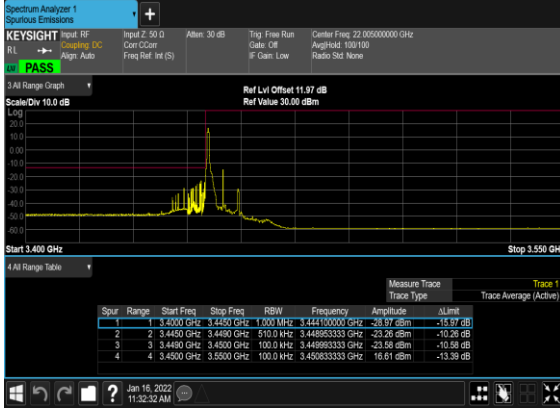 Spectrum Analyzer 1
Spurious Emissions
KEYSIGHT Input: RF Input Z: 50 Ω Atten: 30 dB Trig: Free Run Center Freq: 22.005000000 GHz
RL Coupling: DC Corr CCorr Gate: Off Avg|Hold: 100/100
Align: Auto Freq Ref: Int (S) IF Gain: Low Radio Std: None
PASS
3 All Range Graph
Ref Lvl Offset 11.97 dB
Scale/Div 10.0 dB Ref Value 30.00 dBm
Log
20.0
10.0
0.00
-10.0
-20.0
-30.0
-40.0
-50.0
-60.0
Start 3.400 GHz Stop 3.550 GH
4 All Range Table
Measure Trace Trace 1
Trace Type Trace Average (Active)
Spur Range Start Freq Stop Freq RBW Frequency Amplitude ΔLimit
1 1 3.4000 GHz 3.4450 GHz 1.000 MHz 3.444100000 GHz -28.97 dBm -15.97 dB
2 2 3.4450 GHz 3.4490 GHz 510.0 kHz 3.448953333 GHz -23.26 dBm -10.26 dB
3 3 3.4490 GHz 3.4500 GHz 100.0 kHz 3.449993333 GHz -23.58 dBm -10.58 dB
4 4 3.4500 GHz 3.5500 GHz 100.0 kHz 3.450833333 GHz 16.61 dBm -13.39 dB
Jan 16, 2022
11:32:32 AM